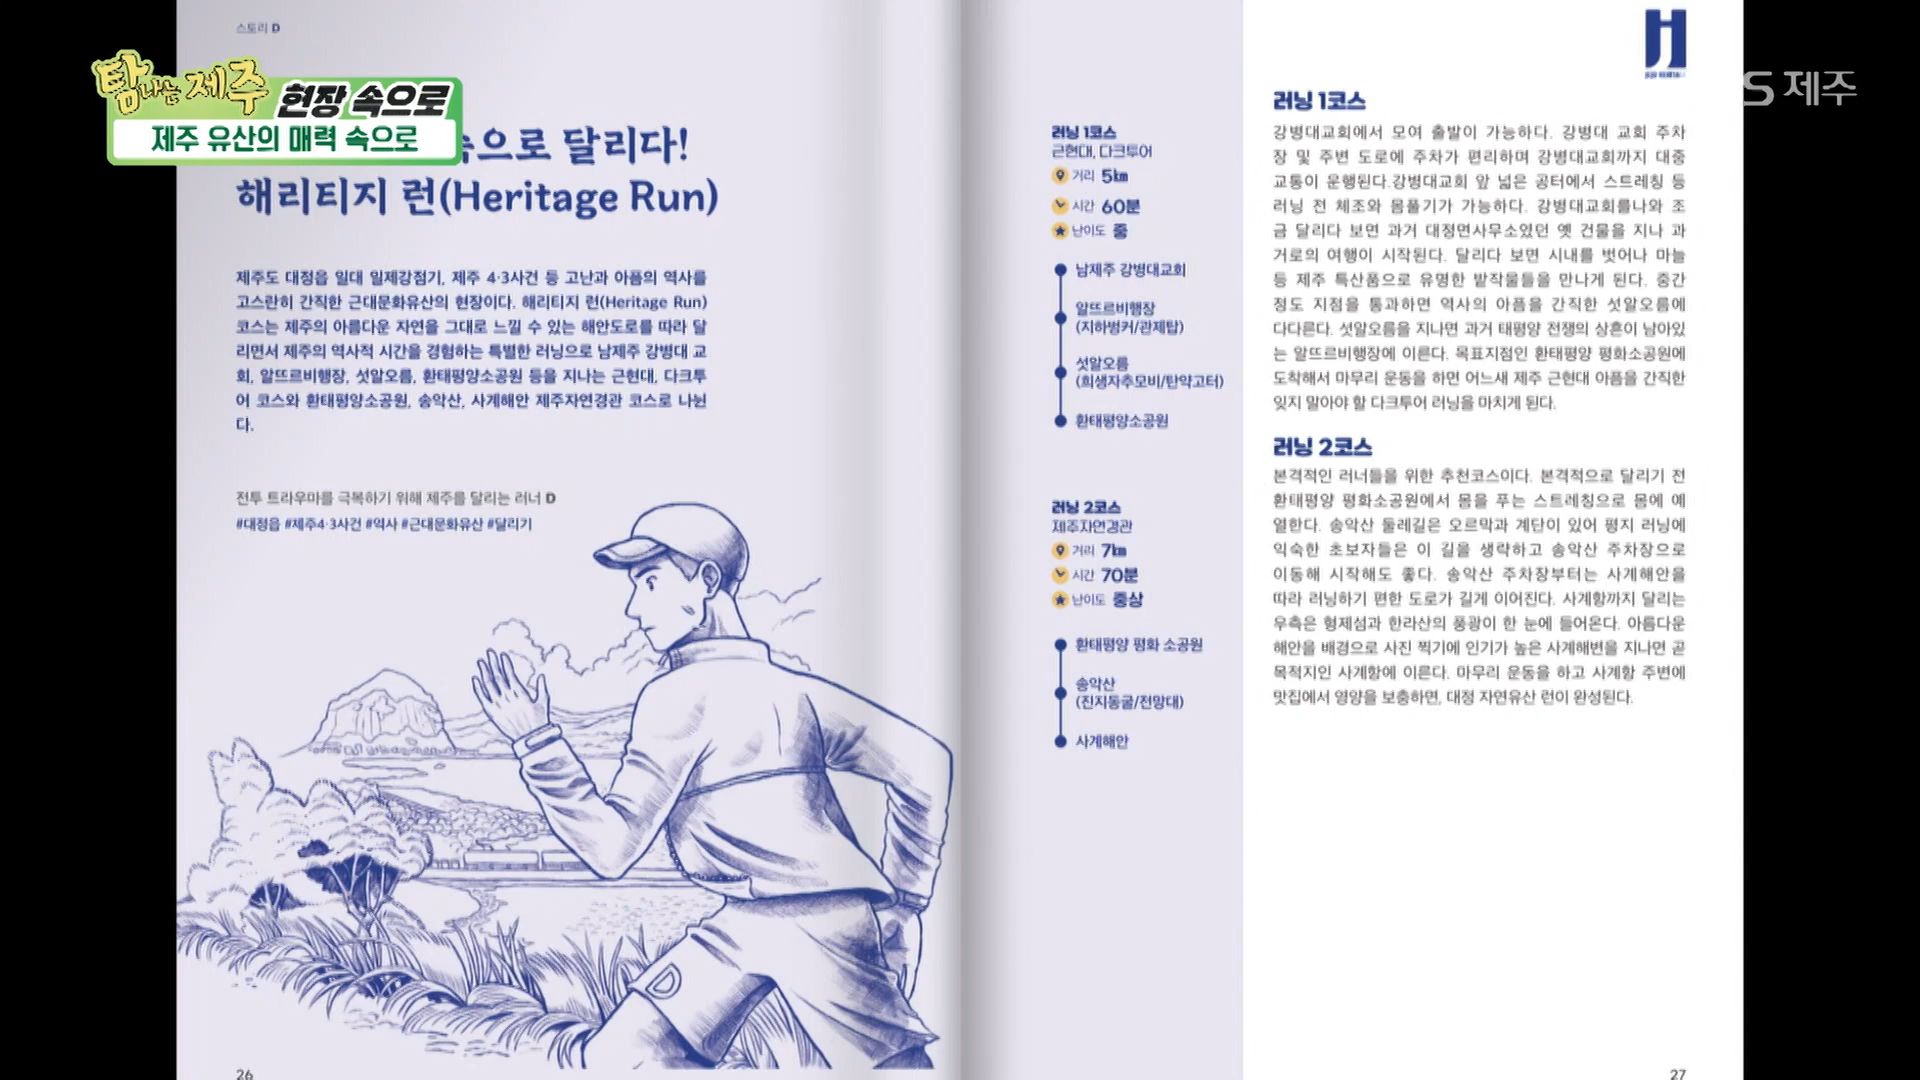 스토리 D
탐나는 제주 현장 속으로
제주 유산의 매력 속으로
속으로 달리다!
해리티지 런(Heritage Run)
제주도 대정읍 일대 일제강점기, 제주 4·3사건 등 고난과 아픔의 역사를
고스란히 간직한 근대문화유산의 현장이다. 해리티지 런(Heritage Run)
코스는 제주의 아름다운 자연을 그대로 느낄 수 있는 해안도로를 따라 달
리면서 제주의 역사적 시간을 경험하는 특별한 러닝으로 남제주 강병대 교
회, 알뜨르비행장, 섯알오름, 환태평양소공원 등을 지나는 근현대, 다크투
어 코스와 환태평양소공원, 송악산, 사계해안 제주자연경관 코스로 나뉜
다.
전투 트라우마를 극복하기 위해 제주를 달리는 러너 D
#대정읍 #제주4·3사건 #역사 #근대문화유산 #달리기
26
러닝 1코스
근현대, 다크투어
거리 5㎞
시간 60분
난이도 중
남제주 강병대교회
알뜨르비행장
(지하벙커/관제탑)
섯알오름
(희생자추모비/탄약고터)
환태평양소공원
러닝 2코스
제주자연경관
거리 7㎞
시간 70분
난이도 중상
환태평양 평화 소공원
송악산
(진지동굴/전망대)
사계해안
S 제주
러닝 1코스
강병대교회에서 모여 출발이 가능하다. 강병대 교회 주차
장 및 주변 도로에 주차가 편리하며 강병대교회까지 대중
교통이 운행된다.강병대교회 앞 넓은 공터에서 스트레칭 등
러닝 전 체조와 몸풀기가 가능하다. 강병대교회를나와 조
금 달리다 보면 과거 대정면사무소였던 옛 건물을 지나 과
거로의 여행이 시작된다. 달리다 보면 시내를 벗어나 마늘
등 제주 특산품으로 유명한 밭작물들을 만나게 된다. 중간
정도 지점을 통과하면 역사의 아픔을 간직한 섯알오름에
다다른다. 섯알오름을 지나면 과거 태평양 전쟁의 상흔이 남아있
는 알뜨르비행장에 이른다. 목표지점인 환태평양 평화소공원에
도착해서 마무리 운동을 하면 어느새 제주 근현대 아픔을 간직한
잊지 말아야 할 다크투어 러닝을 마치게 된다.
러닝 2코스
본격적인 러너들을 위한 추천코스이다. 본격적으로 달리기 전
환태평양 평화소공원에서 몸을 푸는 스트레칭으로 몸에 예
열한다. 송악산 둘레길은 오르막과 계단이 있어 평지 러닝에
익숙한 초보자들은 이 길을 생략하고 송악산 주차장으로
이동해 시작해도 좋다. 송악산 주차장부터는 사계해안을
따라 러닝하기 편한 도로가 길게 이어진다. 사계항까지 달리는
우측은 형제섬과 한라산의 풍광이 한 눈에 들어온다. 아름다운
해안을 배경으로 사진 찍기에 인기가 높은 사계해변을 지나면 곧
목적지인 사계항에 이른다. 마무리 운동을 하고 사계항 주변에
맛집에서 영양을 보충하면, 대정 자연유산 런이 완성된다.
27